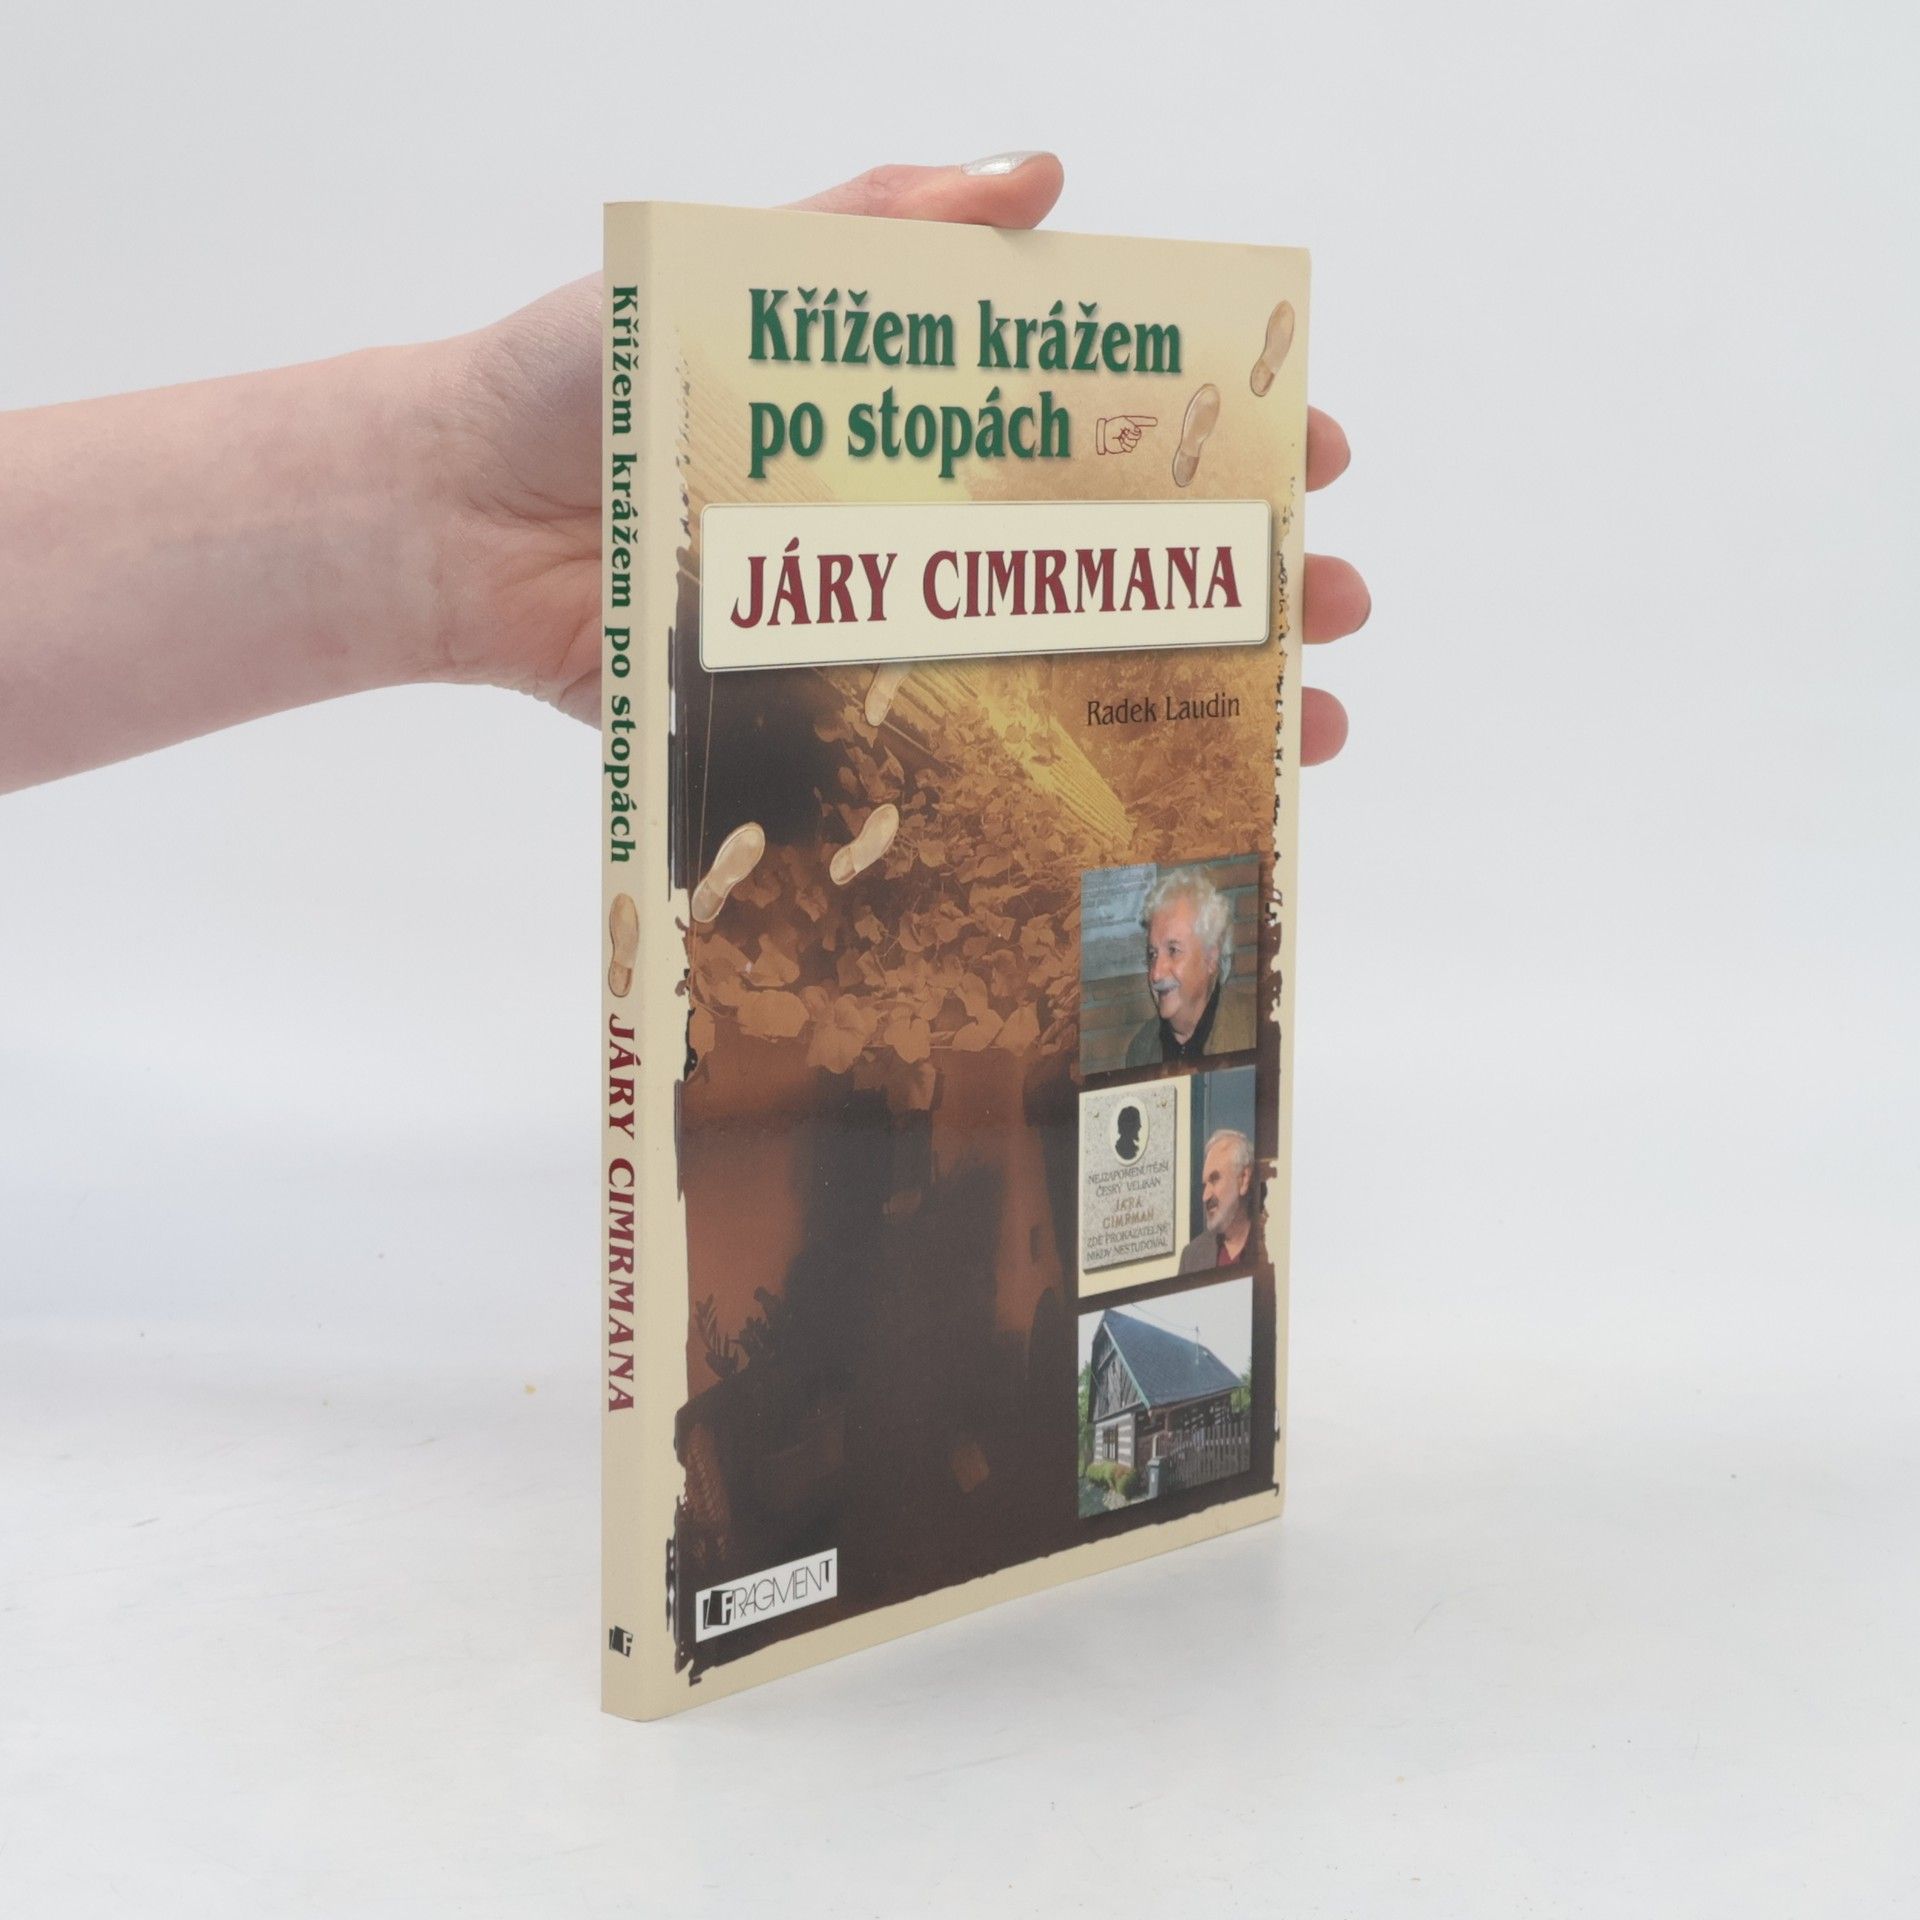 Křížem krážem po stopách JÁRY CIMRMANA
Křížem krážem
po stopách
JÁRY CIMRMANA
Radek Laudin
NEJZAPOMENUTĚJŠÍ
ČESKÝ VELIKÁN
JÁRA
CIMRMAN
ZDE PROKAZATELNĚ
NIKDY NESTUDOVAL
FRAGMENT